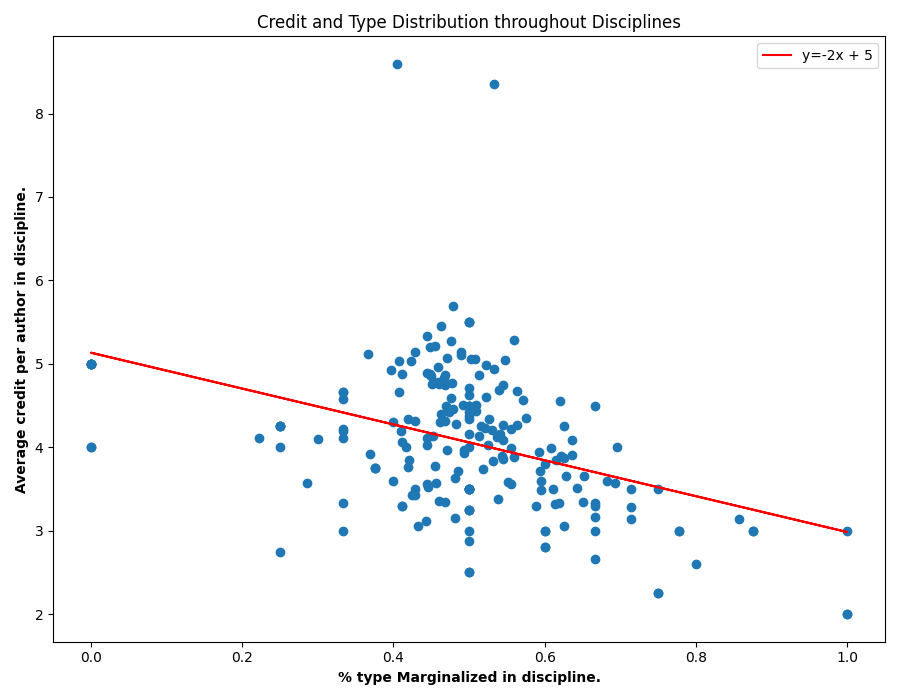 Credit and Type Distribution throughout Disciplines
y=-2x + 5
Average credit per author in discipline.
8
7
6
5
4
3
2
0.0 0.2 0.4 0.6 0.8 1.0
% type Marginalized in discipline.